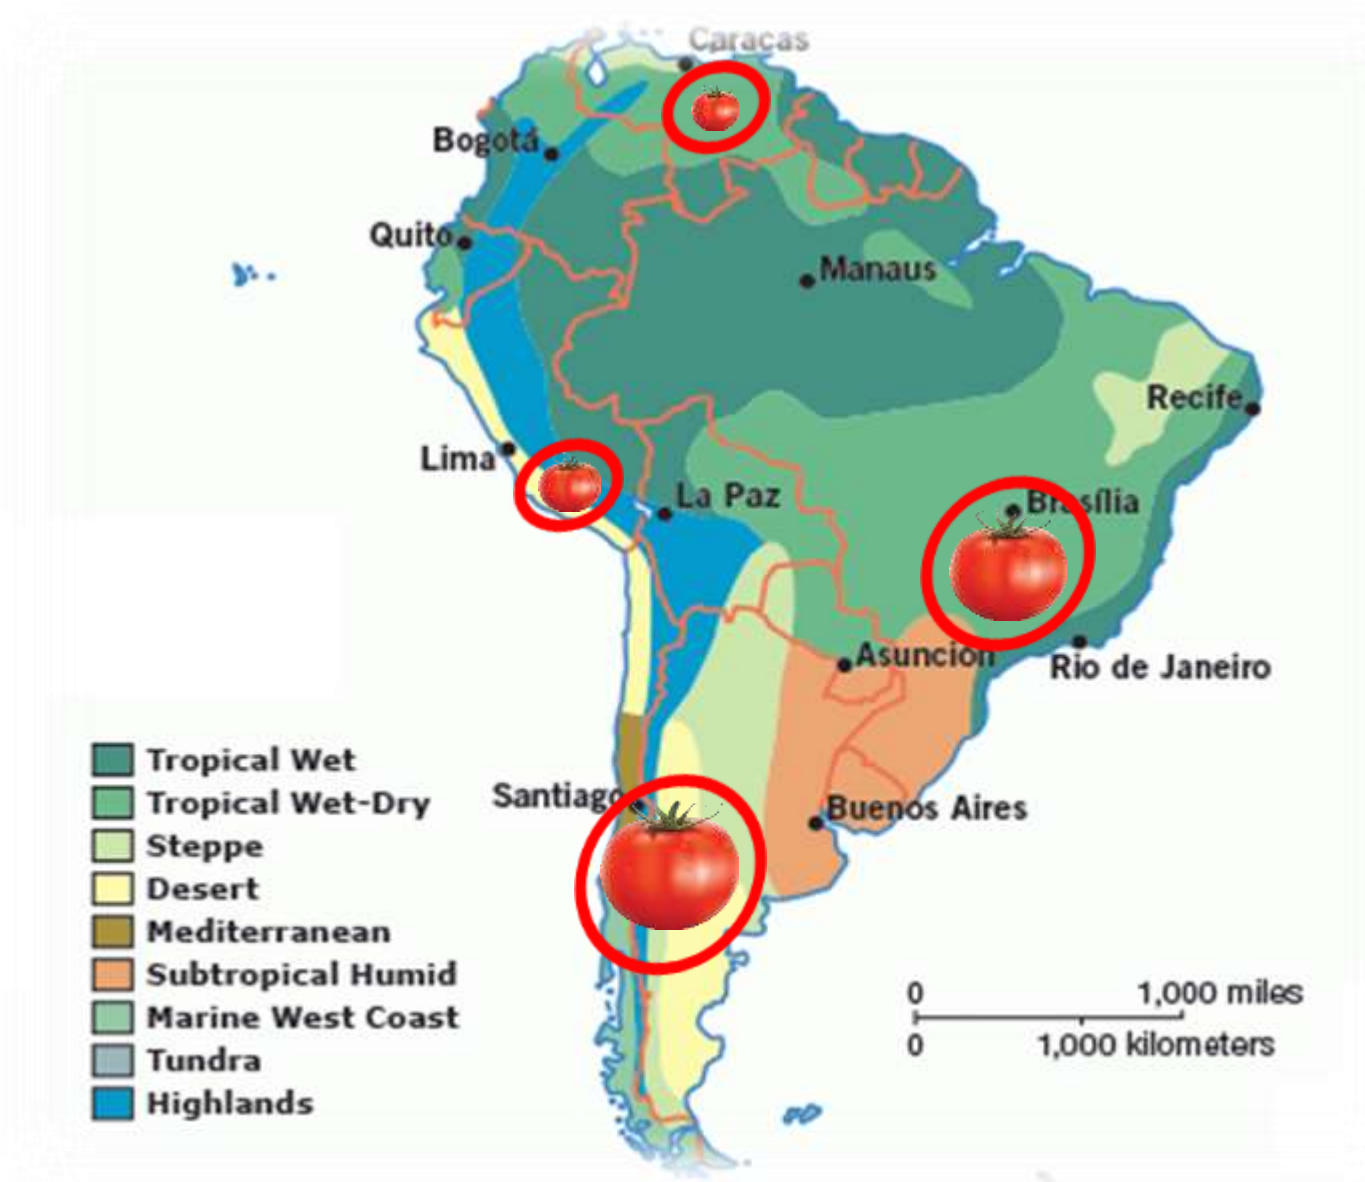 Caracas
Bogotá
Quito
Manaus
Recife
Lima
La Paz
Brasília
Asunción
Rio de Janeiro
Santiago
Buenos Aires
Tropical Wet
Tropical Wet-Dry
Steppe
Desert
Mediterranean
Subtropical Humid
Marine West Coast
Tundra
Highlands
0 1,000 miles
0 1,000 kilometers